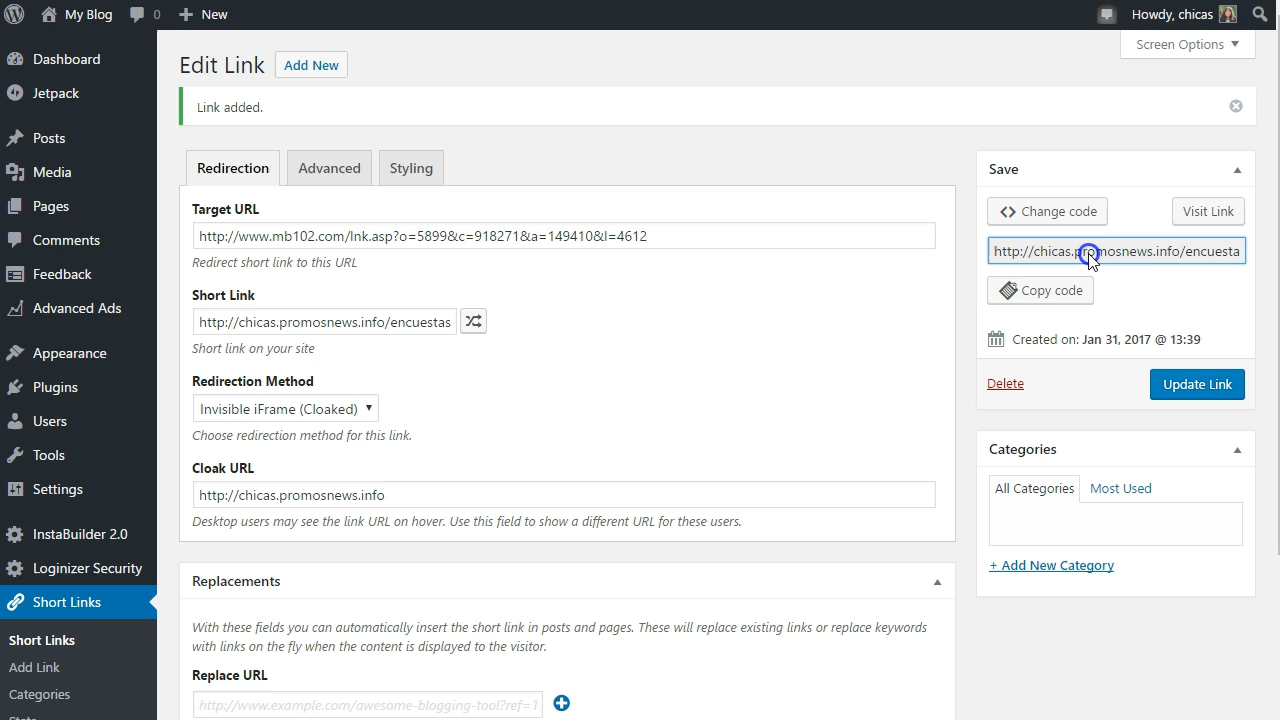 My Blog 0 New Howdy, chicas
Screen Options
Edit Link Add New
Link added.
Dashboard
Jetpack
Posts
Media
Pages
Comments
Feedback
Advanced Ads
Appearance
Plugins
Users
Tools
Settings
InstaBuilder 2.0
Loginizer Security
Short Links
Short Links
Add Link
Categories
Redirection Advanced Styling
Target URL
http://www.mb102.com/lnk.asp?o=5899&c=918271&a=149410&l=4612
Redirect short link to this URL
Short Link
http://chicas.promosnews.info/encuestas
Short link on your site
Redirection Method
Invisible iFrame (Cloaked)
Choose redirection method for this link.
Cloak URL
http://chicas.promosnews.info
Desktop users may see the link URL on hover. Use this field to show a different URL for these users.
Replacements
With these fields you can automatically insert the short link in posts and pages. These will replace existing links or replace keywords
with links on the fly when the content is displayed to the visitor.
Replace URL
http://www.example.com/awesome-blogging-tool?ref=1
Save
Change code Visit Link
http://chicas.promosnews.info/encuesta
Copy code
Created on: Jan 31, 2017 @ 13:39
Delete Update Link
Categories
All Categories Most Used
+ Add New Category